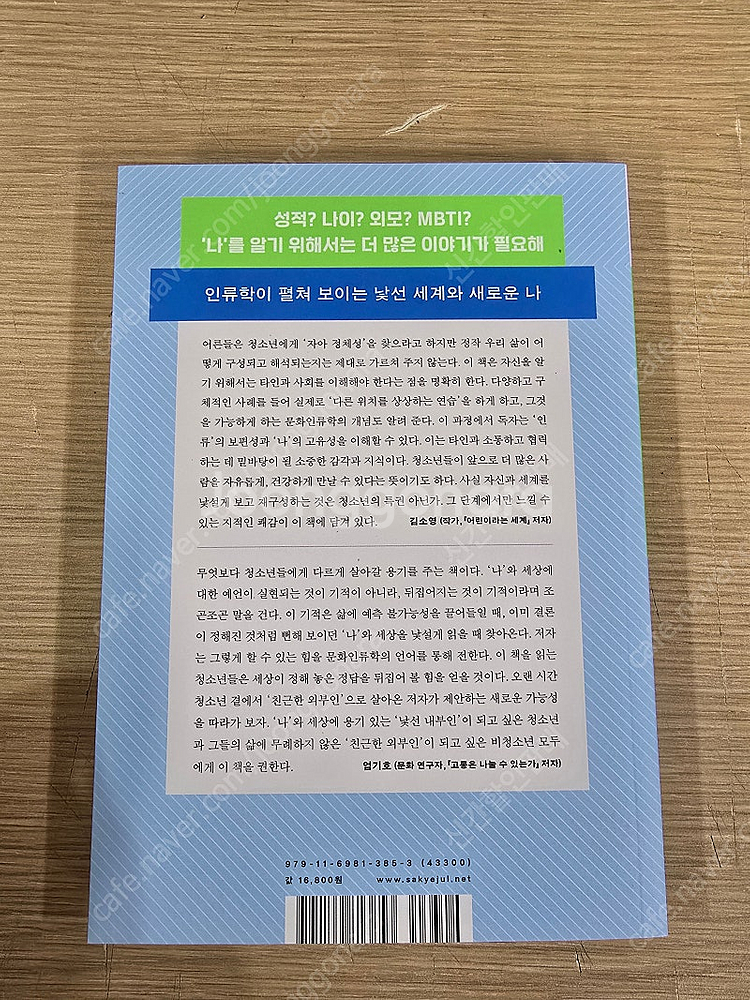 성적? 나이? 외모? MBTI?
'나'를 알기 위해서는 더 많은 이야기가 필요해
인류학이 펼쳐 보이는 낯선 세계와 새로운 나
어른들은 청소년에게 '자아 정체성'을 찾으라고 하지만 정작 우리 삶이 어
떻게 구성되고 해석되는지는 제대로 가르쳐 주지 않는다. 이 책은 자신을 알
기 위해서는 타인과 사회를 이해해야 한다는 점을 명확히 한다. 다양하고 구
체적인 사례를 들어 실제로 '다른 위치를 상상하는 연습'을 하게 하고, 그것
을 가능하게 하는 문화인류학의 개념도 알려 준다. 이 과정에서 독자는 '인
류'의 보편성과 '나'의 고유성을 이해할 수 있다. 이는 타인과 소통하고 협력
하는 데 밑바탕이 될 소중한 감각과 지식이다. 청소년들이 앞으로 더 많은 사
람을 자유롭게, 건강하게 만날 수 있다는 뜻이기도 하다. 사실 자신과 세계를
낯설게 보고 재구성하는 것은 청소년의 특권 아닌가. 그 단계에서만 느낄 수
있는 지적인 쾌감이 이 책에 담겨 있다. 김소영 (작가, 『어린이라는 세계』 저자)
무엇보다 청소년들에게 다르게 살아갈 용기를 주는 책이다. '나'와 세상에
대한 예언이 실현되는 것이 기적이 아니라, 뒤집어지는 것이 기적이라며 조
곤조곤 말을 건다. 이 기적은 삶에 예측 불가능성을 끌어들일 때, 이미 결론
이 정해진 것처럼 뻔해 보이던 '나'와 세상을 낯설게 읽을 때 찾아온다. 저자
는 그렇게 할 수 있는 힘을 문화인류학의 언어를 통해 전한다. 이 책을 읽는
청소년들은 세상이 정해 놓은 정답을 뒤집어 볼 힘을 얻을 것이다. 오랜 시간
청소년 곁에서 '친근한 외부인'으로 살아온 저자가 제안하는 새로운 가능성
을 따라가 보자. '나'와 세상에 용기 있는 '낯선 내부인'이 되고 싶은 청소년
과 그들의 삶에 무례하지 않은 '친근한 외부인'이 되고 싶은 비청소년 모두
에게 이 책을 권한다. 엄기호 (문화 연구자, 『고통은 나눌 수 있는가』 저자)
979-11-6981-385-3 (43300)
값 16,800원 www.sakyejul.net
cafe.naver.com/joonggonara
신간할인판매